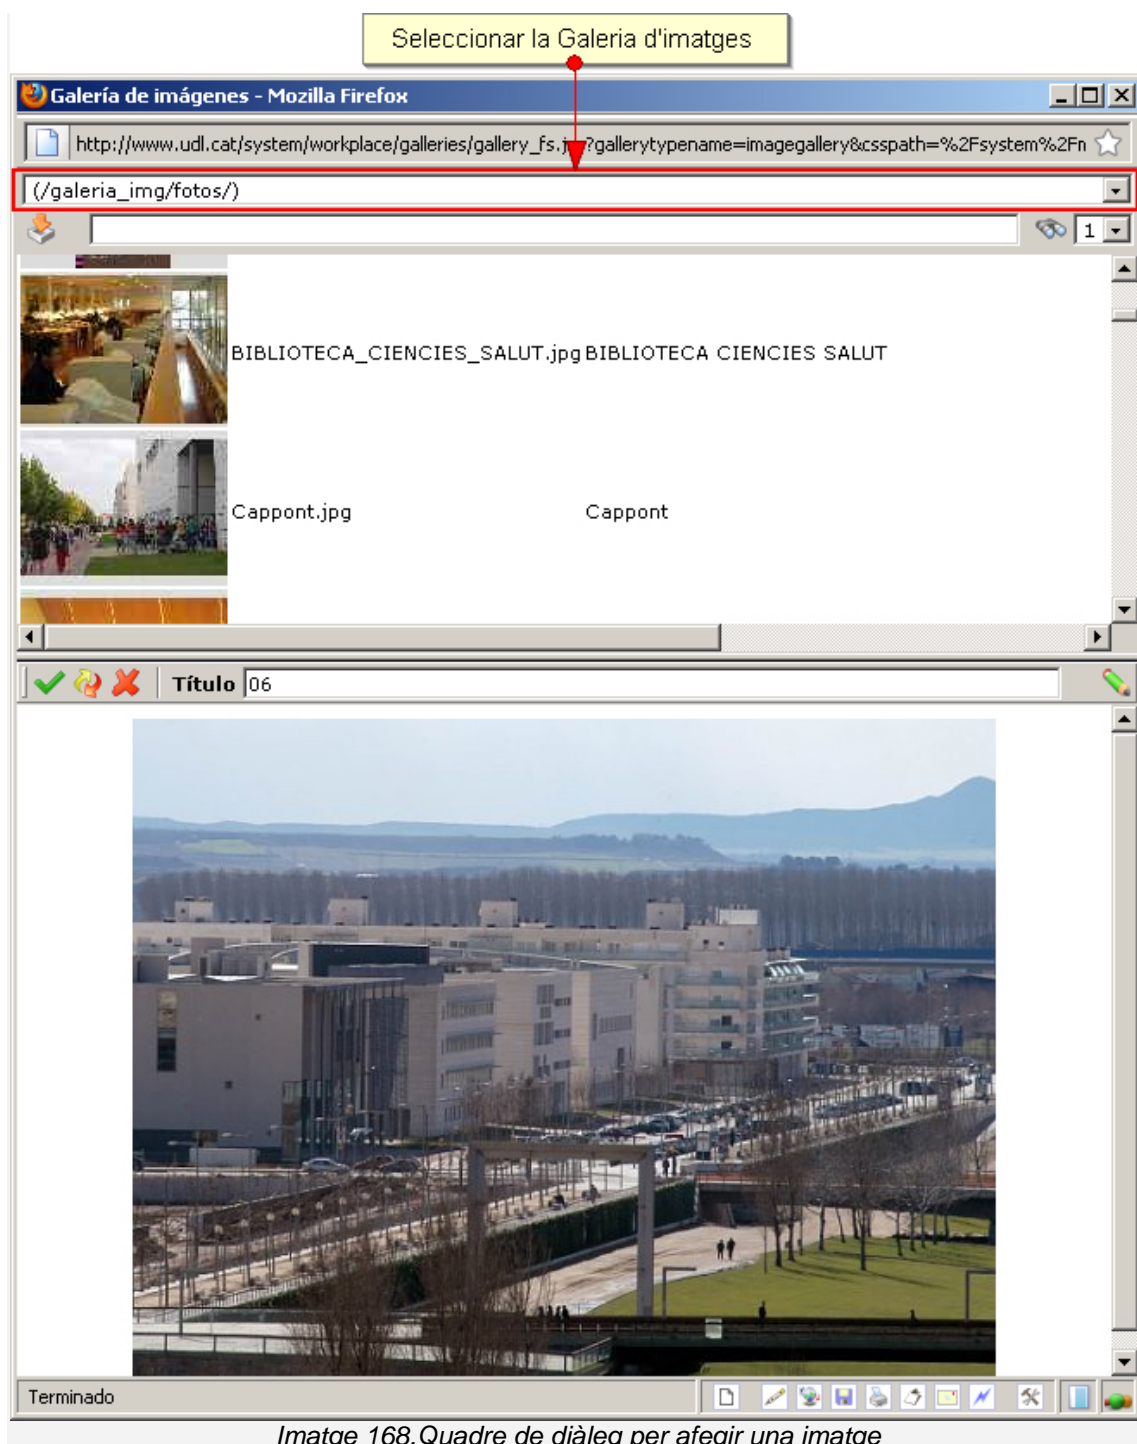 Seleccionar la Galeria d'imatges
Galería de imágenes - Mozilla Firefox
http://www.udl.cat/system/workplace/galleries/gallery_fs.j ?gallerytypename=imagegallery&csspath=%2Fsystem%2Fn
(/galeria_img/fotos/)
1
BIBLIOTECA_CIENCIES_SALUT.jpg BIBLIOTECA CIENCIES SALUT
Cappont.jpg Cappont
Título 06
Terminado
Imatge 168.Quadre de diàleg per afegir una imatge